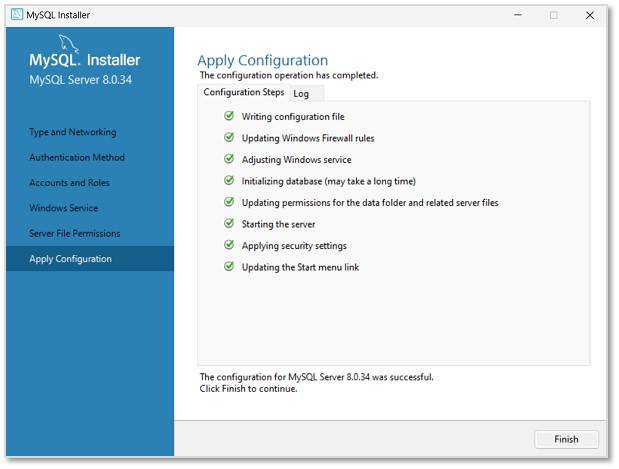 MySQL Installer
MySQL. Installer
MySQL Server 8.0.34
Type and Networking
Authentication Method
Accounts and Roles
Windows Service
Server File Permissions
Apply Configuration
Apply Configuration
The configuration operation has completed.
Configuration Steps Log
Writing configuration file
Updating Windows Firewall rules
Adjusting Windows service
Initializing database (may take a long time)
Updating permissions for the data folder and related server files
Starting the server
Applying security settings
Updating the Start menu link
The configuration for MySQL Server 8.0.34 was successful.
Click Finish to continue.
Finish